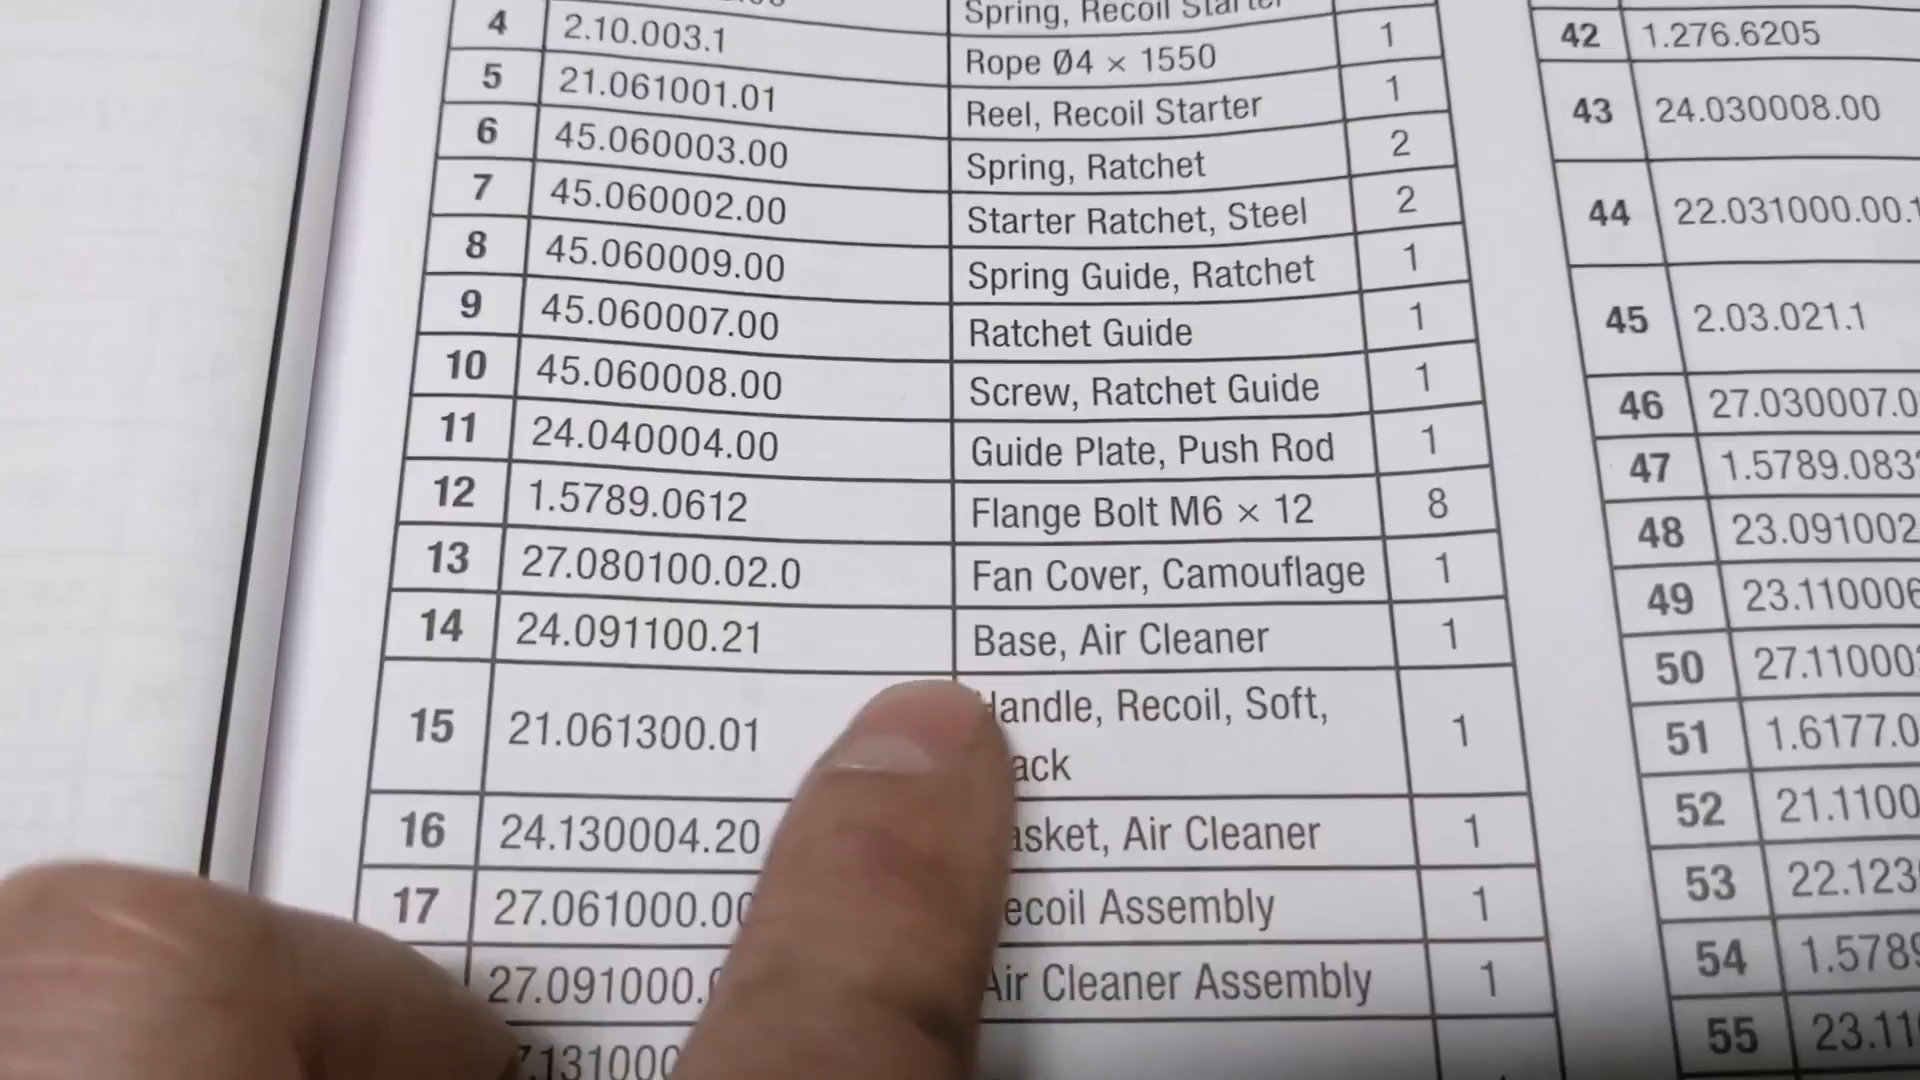 Spring, Recoil Starter
4 2.10.003.1 Rope Ø4 × 1550 1
5 21.061001.01 Reel, Recoil Starter 1
6 45.060003.00 Spring, Ratchet 2
7 45.060002.00 Starter Ratchet, Steel 2
8 45.060009.00 Spring Guide, Ratchet 1
9 45.060007.00 Ratchet Guide 1
10 45.060008.00 Screw, Ratchet Guide 1
11 24.040004.00 Guide Plate, Push Rod 1
12 1.5789.0612 Flange Bolt M6 × 12 8
13 27.080100.02.0 Fan Cover, Camouflage 1
14 24.091100.21 Base, Air Cleaner 1
15 21.061300.01 Handle, Recoil, Soft, 1
ack
16 24.130004.20 asket, Air Cleaner 1
17 27.061000.00 ecoil Assembly 1
27.091000. Air Cleaner Assembly 1
7.131000
42 1.276.6205
43 24.030008.00
44 22.031000.00.1
45 2.03.021.1
46 27.030007.0
47 1.5789.083
48 23.091002
49 23.110006
50 27.11000
51 1.6177.0
52 21.1100
53 22.123
54 1.5789
55 23.11